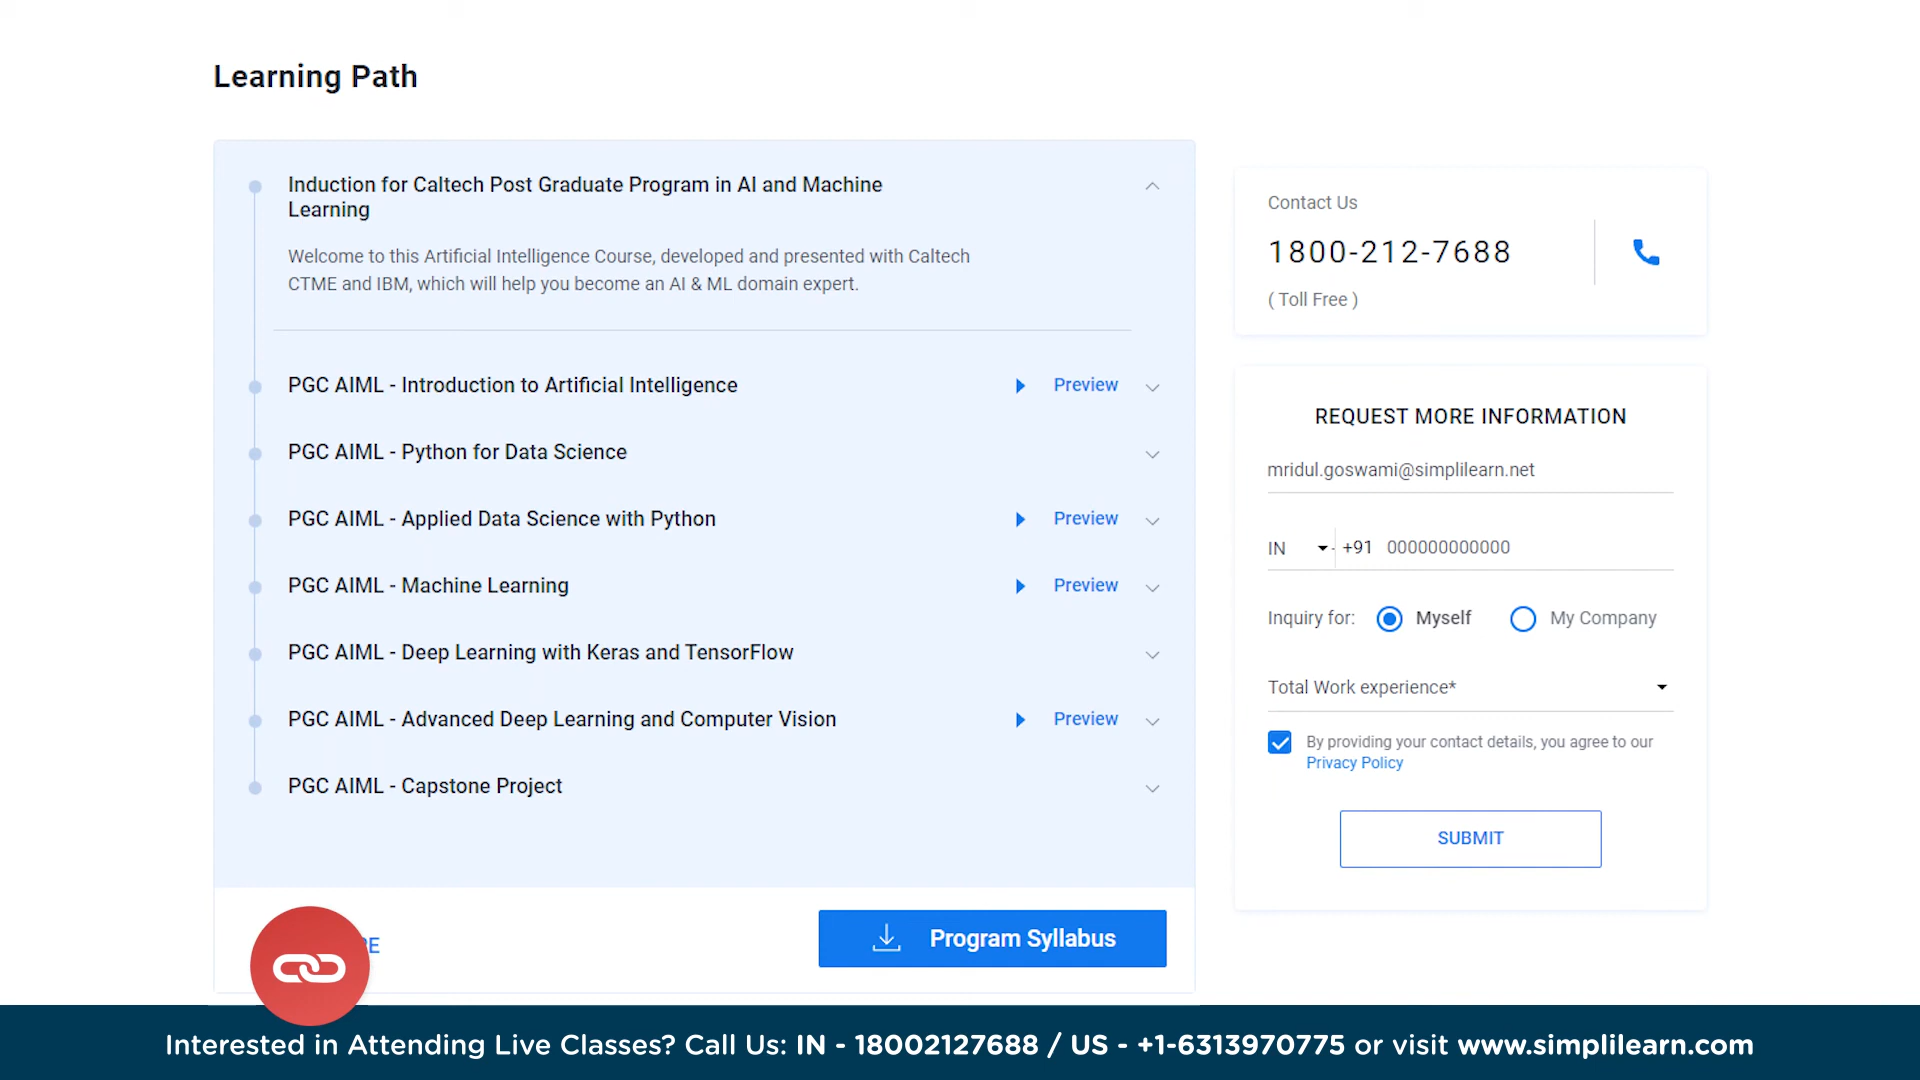 Learning Path
Induction for Caltech Post Graduate Program in AI and Machine
Learning
Welcome to this Artificial Intelligence Course, developed and presented with Caltech
CTME and IBM, which will help you become an AI & ML domain expert.
PGC AIML - Introduction to Artificial Intelligence Preview
PGC AIML - Python for Data Science
PGC AIML - Applied Data Science with Python Preview
PGC AIML - Machine Learning Preview
PGC AIML - Deep Learning with Keras and TensorFlow
PGC AIML - Advanced Deep Learning and Computer Vision Preview
PGC AIML - Capstone Project
Program Syllabus
Contact Us
1800-212-7688
( Toll Free )
REQUEST MORE INFORMATION
mridul.goswami@simplilearn.net
IN +91 000000000000
Inquiry for: Myself My Company
Total Work experience*
By providing your contact details, you agree to our
Privacy Policy
SUBMIT
Interested in Attending Live Classes? Call Us: IN - 18002127688 / US - +1-6313970775 or visit www.simplilearn.com